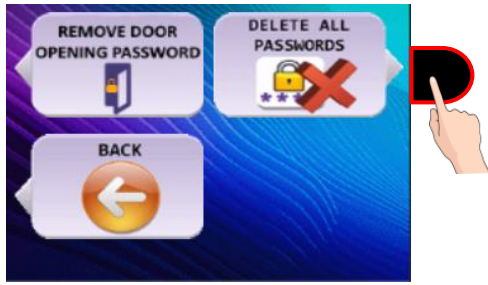 REMOVE DOOR
OPENING PASSWORD
DELETE ALL
PASSWORDS
***
BACK